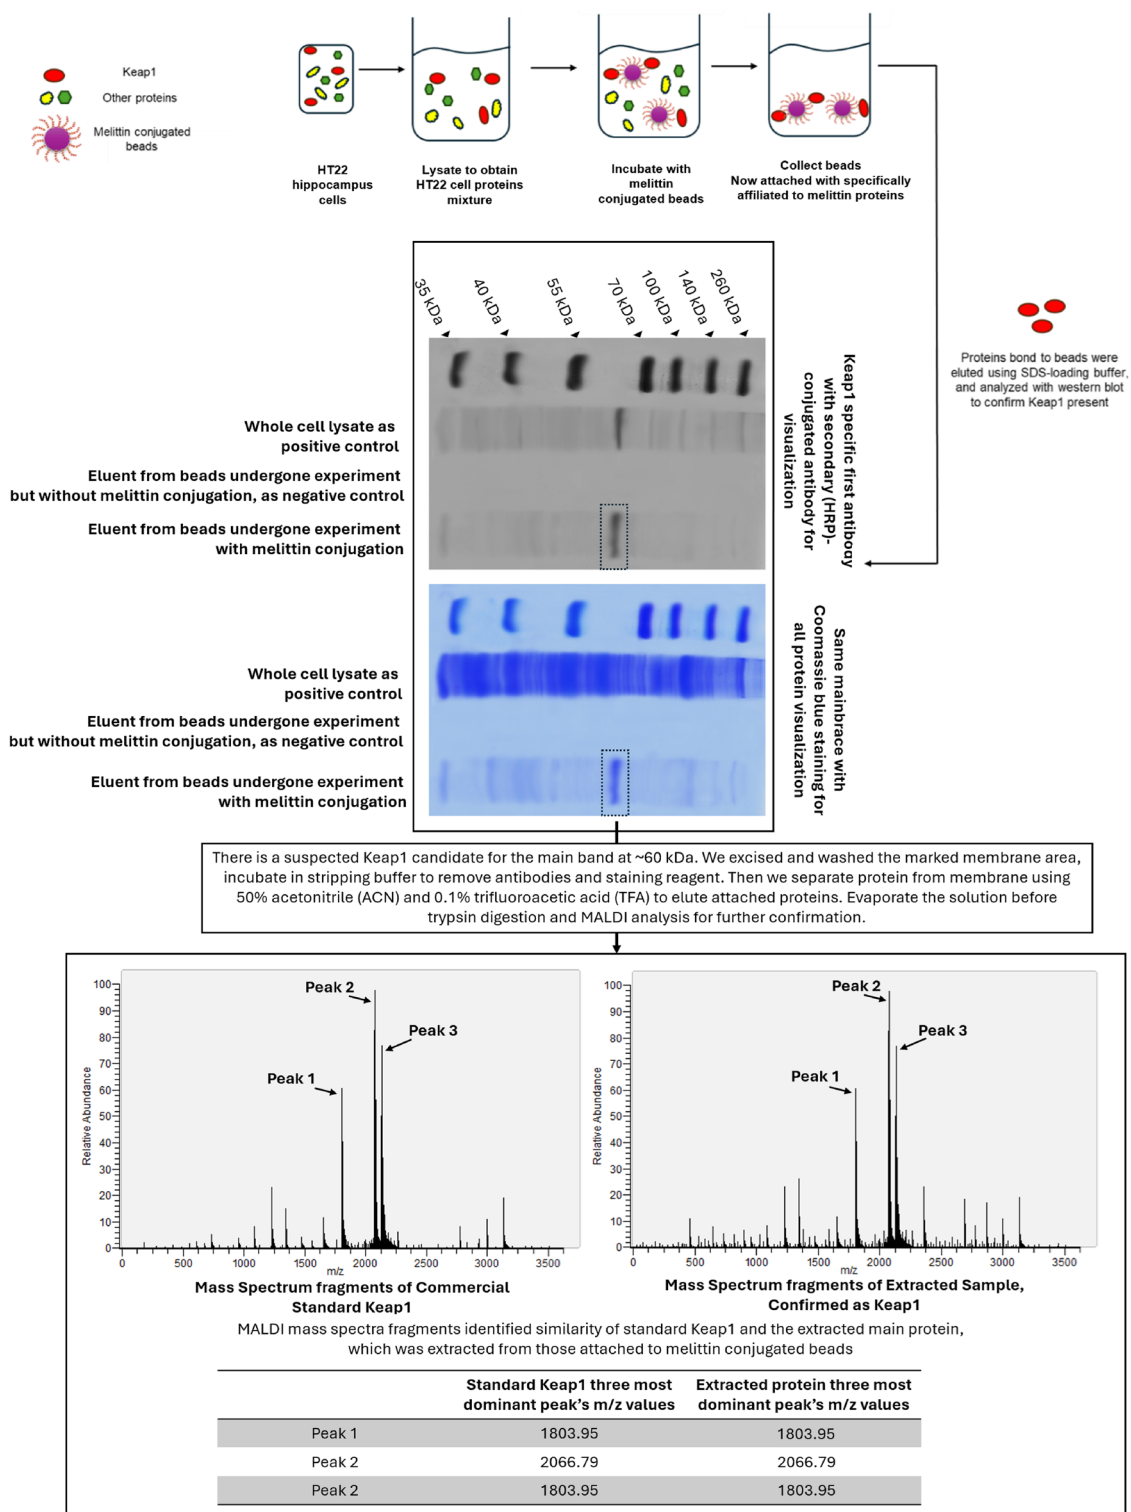 Keap1
Other proteins
Melittin conjugated
beads
HT22
hippocampus
cells
Lysate to obtain
HT22 cell proteins
mixture
Incubate with
melittin
conjugated beads
Collect beads
Now attached with specifically
affiliated to melittin proteins
35 kDa
40 kDa
55 kDa
70 kDa
100 kDa
140 kDa
260 kDa
Whole cell lysate as
positive control
Eluent from beads undergone experiment
but without melittin conjugation, as negative control
Eluent from beads undergone experiment
with melittin conjugation
Keap1 specific first antibody
with secondary (HRP)-
conjugated antibody for
visualization
Proteins bond to beads were
eluted using SDS-loading buffer,
and analyzed with western blot
to confirm Keap1 present
Whole cell lysate as
positive control
Eluent from beads undergone experiment
but without melittin conjugation, as negative control
Eluent from beads undergone experiment
with melittin conjugation
Same mainbrace with
Coomassie blue staining for
all protein visualization
There is a suspected Keap1 candidate for the main band at ~60 kDa. We excised and washed the marked membrane area,
incubate in stripping buffer to remove antibodies and staining reagent. Then we separate protein from membrane using
50% acetonitrile (ACN) and 0.1% trifluoroacetic acid (TFA) to elute attached proteins. Evaporate the solution before
trypsin digestion and MALDI analysis for further confirmation.
Relative Abundance
100
90
80
70
60
50
40
30
20
10
0
Peak 1
Peak 2
Peak 3
0 500 1000 1500 2000 2500 3000 3500
m/z
Mass Spectrum fragments of Commercial
Standard Keap1
Relative Abundance
100
90
80
70
60
50
40
30
20
10
0
Peak 1
Peak 2
Peak 3
0 500 1000 1500 2000 2500 3000 3500
m/z
Mass Spectrum fragments of Extracted Sample,
Confirmed as Keap1
MALDI mass spectra fragments identified similarity of standard Keap1 and the extracted main protein,
which was extracted from those attached to melittin conjugated beads
Standard Keap1 three most
dominant peak's m/z values
Extracted protein three most
dominant peak's m/z values
Peak 1 1803.95 1803.95
Peak 2 2066.79 2066.79
Peak 2 1803.95 1803.95